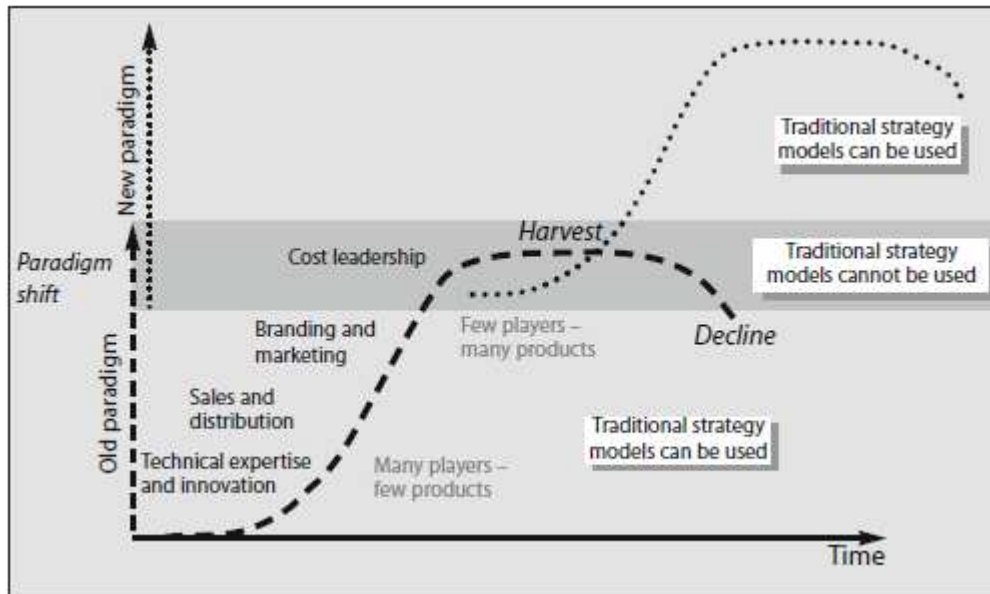 New paradigm
Traditional strategy
models can be used
Paradigm
shift
Harvest
Cost leadership
Traditional strategy
models cannot be used
Old paradigm
Branding and
marketing
Few players –
many products
Decline
Sales and
distribution
Traditional strategy
models can be used
Technical expertise
and innovation
Many players –
few products
Time